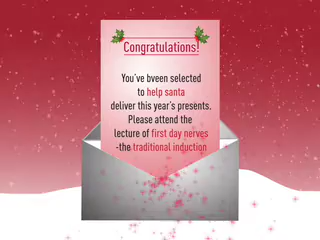 Congratulations!
You've bveen selected
to help santa
deliver this year's presents.
Please attend the
lecture of first day nerves
-the traditional induction